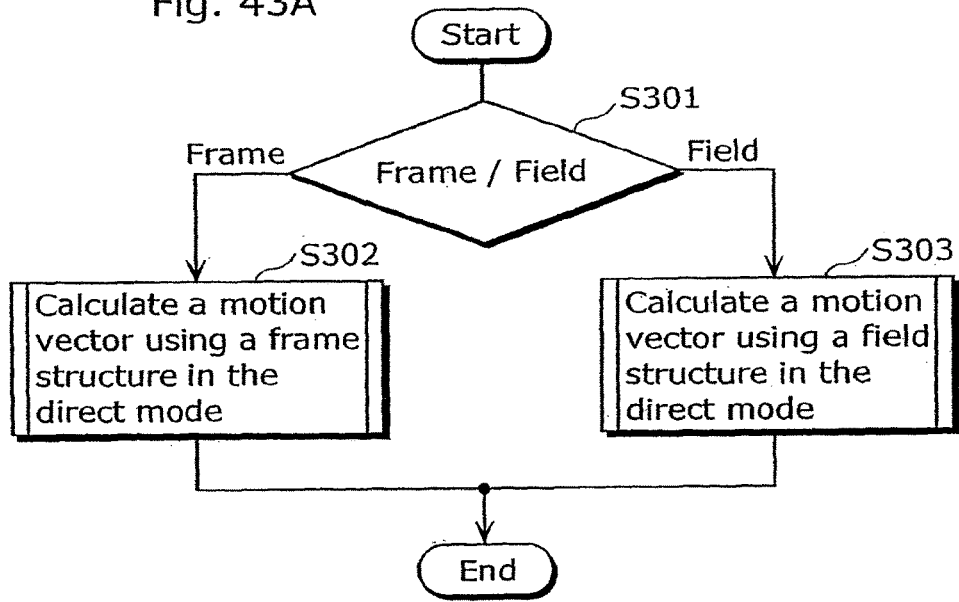 Fig. 43A
Start
S301
Frame
Frame / Field
Field
S302
Calculate a motion
vector using a frame
structure in the
direct mode
S303
Calculate a motion
vector using a field
structure in the
direct mode
End